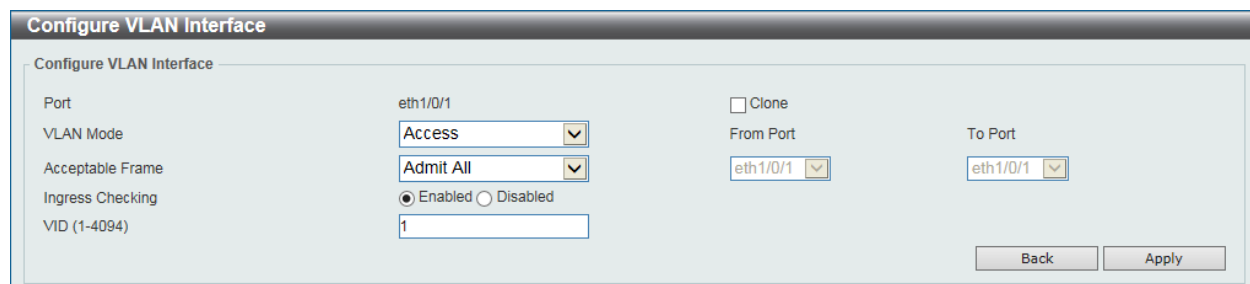 Configure VLAN Interface
Configure VLAN Interface
Port eth1/0/1 Clone
VLAN Mode Access From Port To Port
Acceptable Frame Admit All eth1/0/1 eth1/0/1
Ingress Checking Enabled Disabled
VID (1-4094) 1
Back Apply